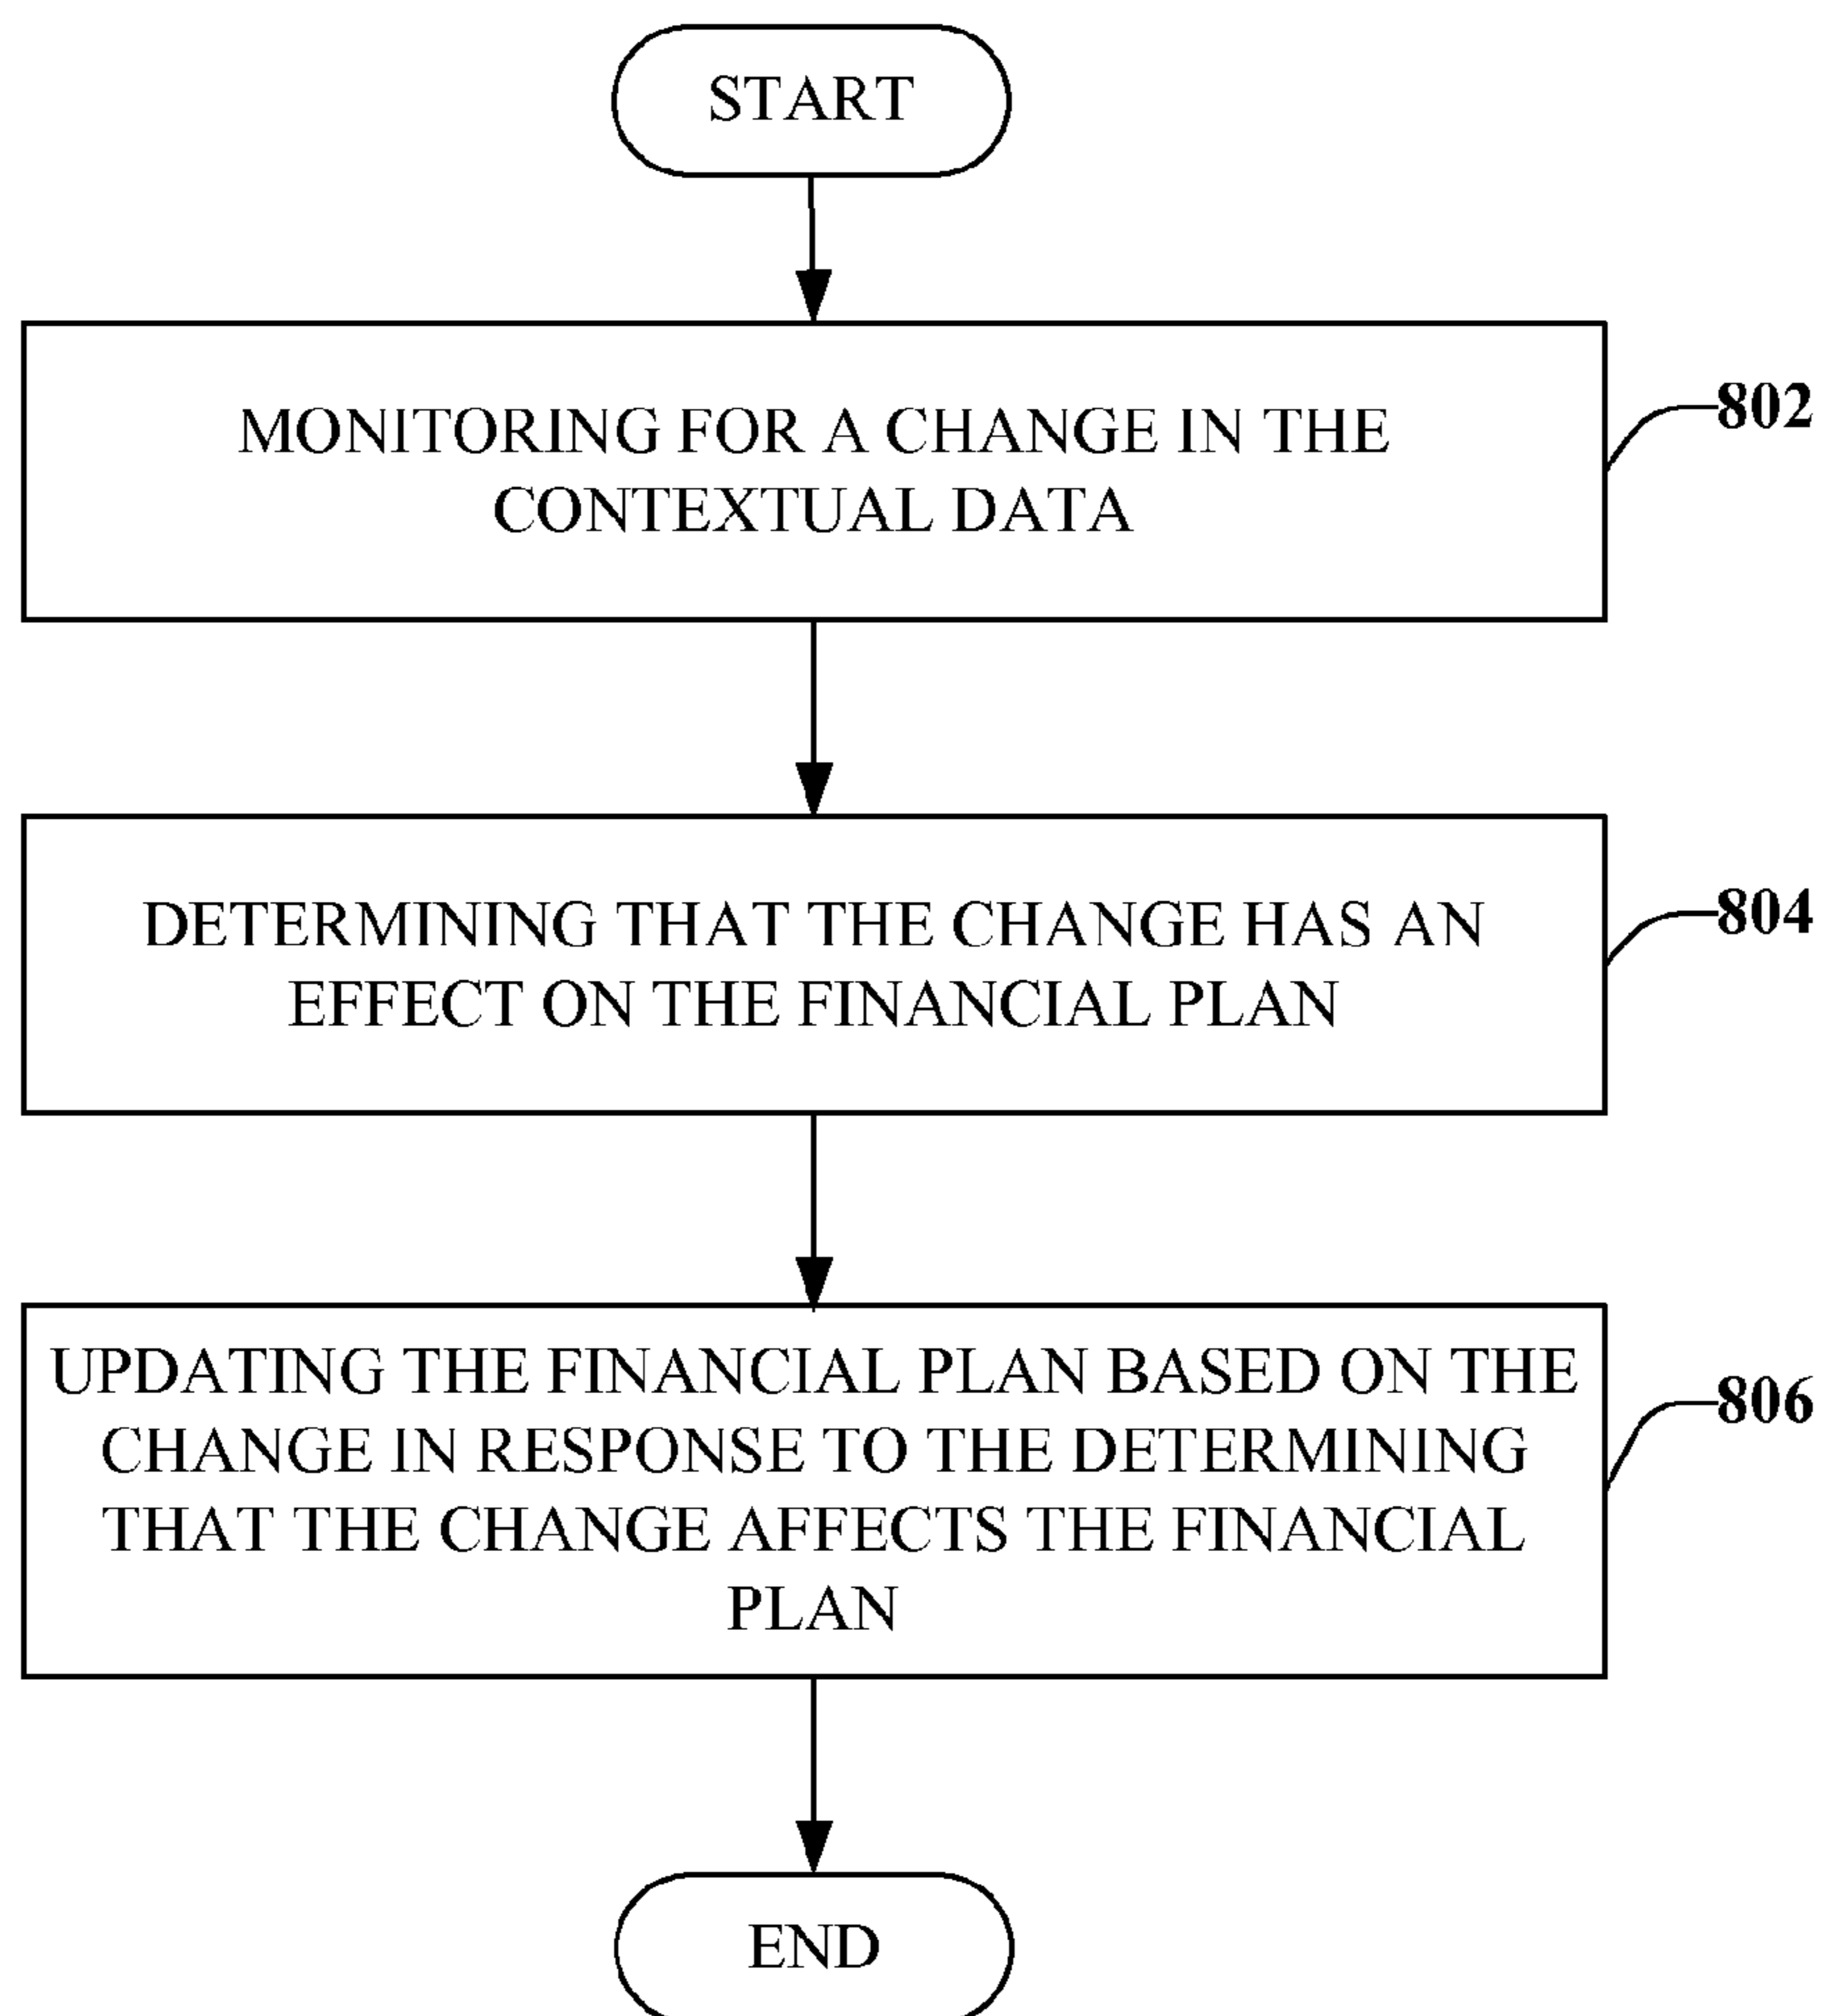 START
MONITORING FOR A CHANGE IN THE
CONTEXTUAL DATA
802
DETERMINING THAT THE CHANGE HAS AN
EFFECT ON THE FINANCIAL PLAN
804
UPDATING THE FINANCIAL PLAN BASED ON THE
CHANGE IN RESPONSE TO THE DETERMINING
THAT THE CHANGE AFFECTS THE FINANCIAL
PLAN
806
END